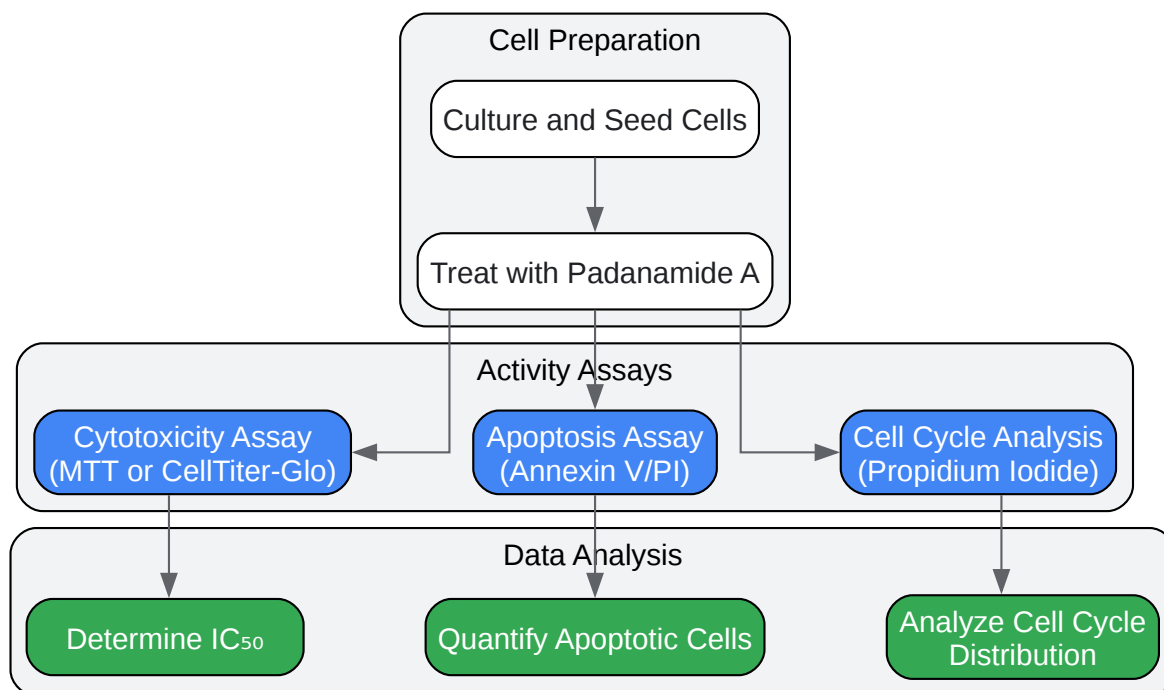 Cell Preparation
Culture and Seed Cells
Treat with Padanamide A
Activity Assays
Cytotoxicity Assay
(MTT or CellTiter-Glo)
Apoptosis Assay
(Annexin V/PI)
Cell Cycle Analysis
(Propidium Iodide)
Data Analysis
Determine IC₅₀
Quantify Apoptotic Cells
Analyze Cell Cycle
Distribution